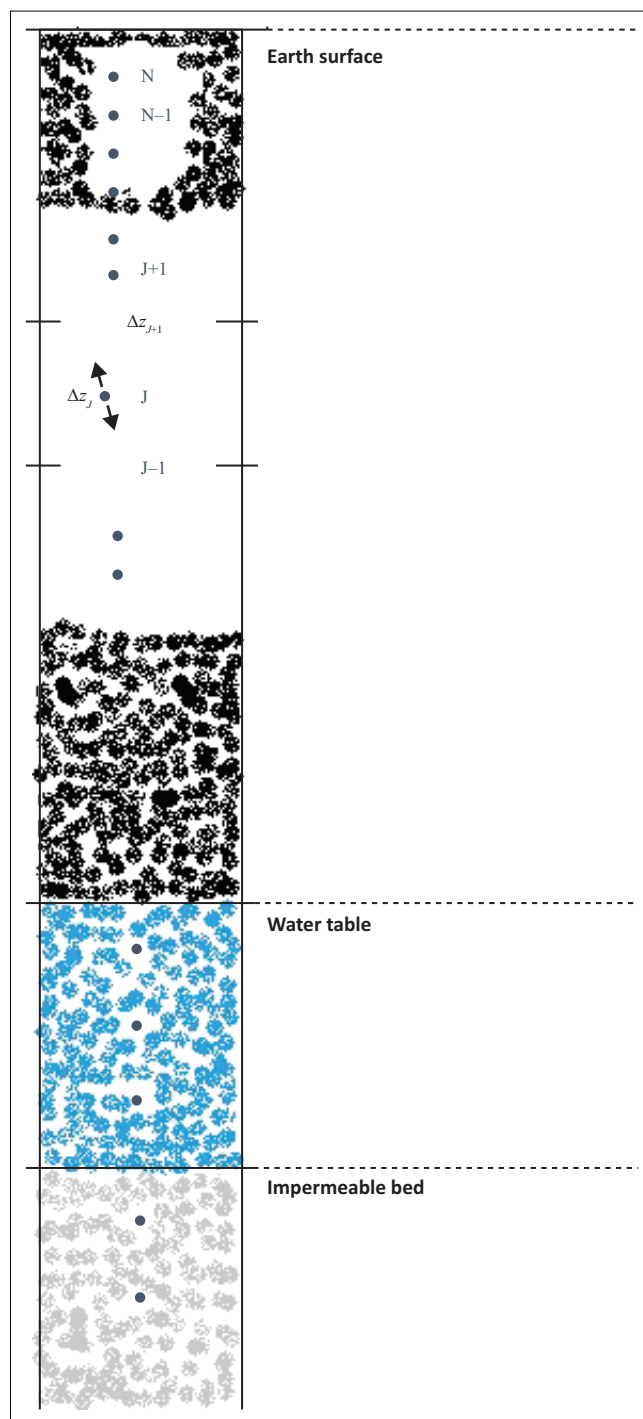 Earth surface
N
N–1
J+1
Δz_{J+1}
Δz_J J
J–1
Water table
Impermeable bed